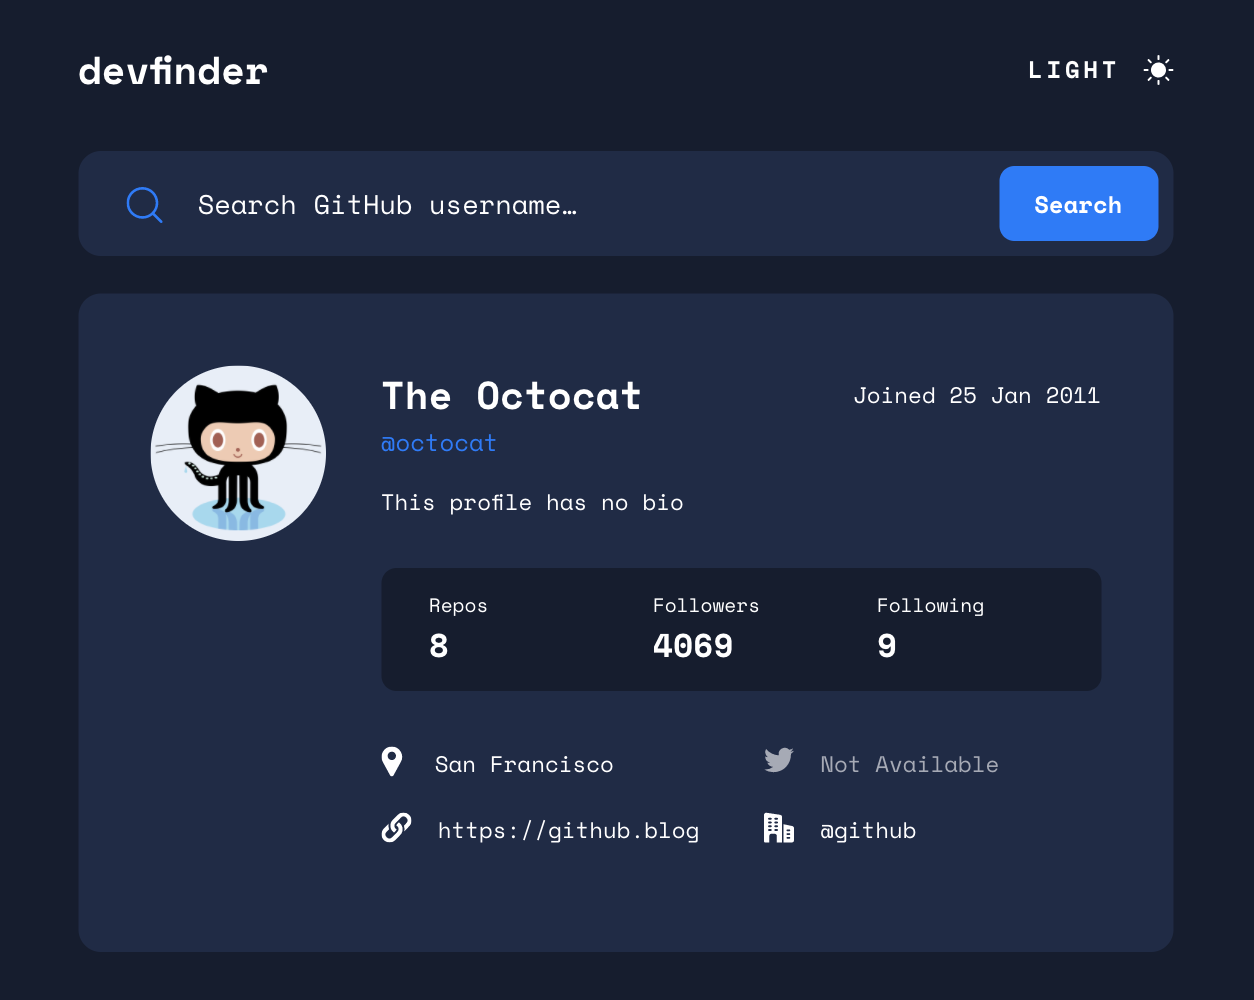 devfinder
LIGHT
Search GitHub username…
Search
The Octocat
Joined 25 Jan 2011
@octocat
This profile has no bio
Repos
Followers
Following
8
4069
9
San Francisco
Not Available
https://github.blog
@github